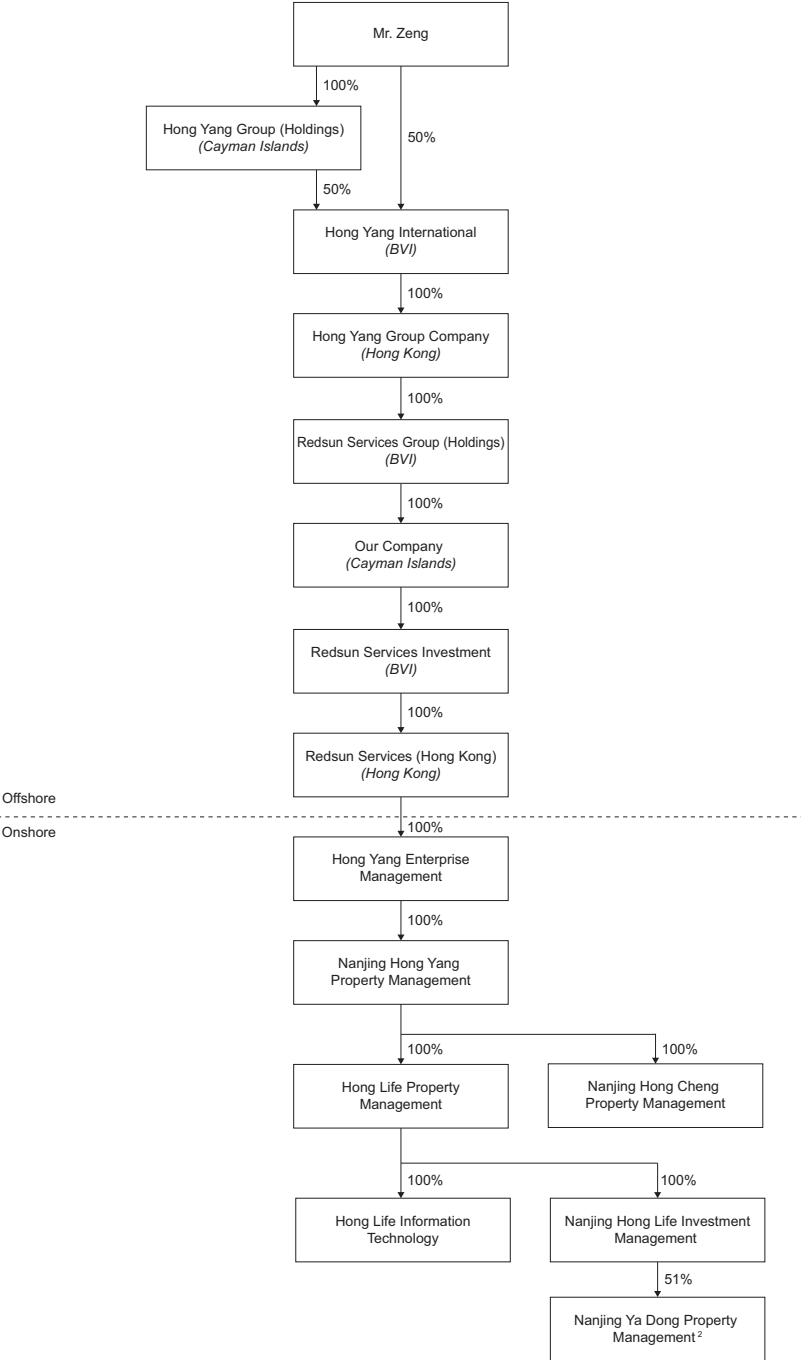 Mr. Zeng
100%
Hong Yang Group (Holdings)
(Cayman Islands)
50%
50%
Hong Yang International
(BVI)
100%
Hong Yang Group Company
(Hong Kong)
100%
Redsun Services Group (Holdings)
(BVI)
100%
Our Company
(Cayman Islands)
100%
Redsun Services Investment
(BVI)
100%
Redsun Services (Hong Kong)
(Hong Kong)
Offshore
Onshore
100%
Hong Yang Enterprise
Management
100%
Nanjing Hong Yang
Property Management
100%
100%
Hong Life Property
Management
Nanjing Hong Cheng
Property Management
100%
100%
Hong Life Information
Technology
Nanjing Hong Life Investment
Management
51%
Nanjing Ya Dong Property
Management 2